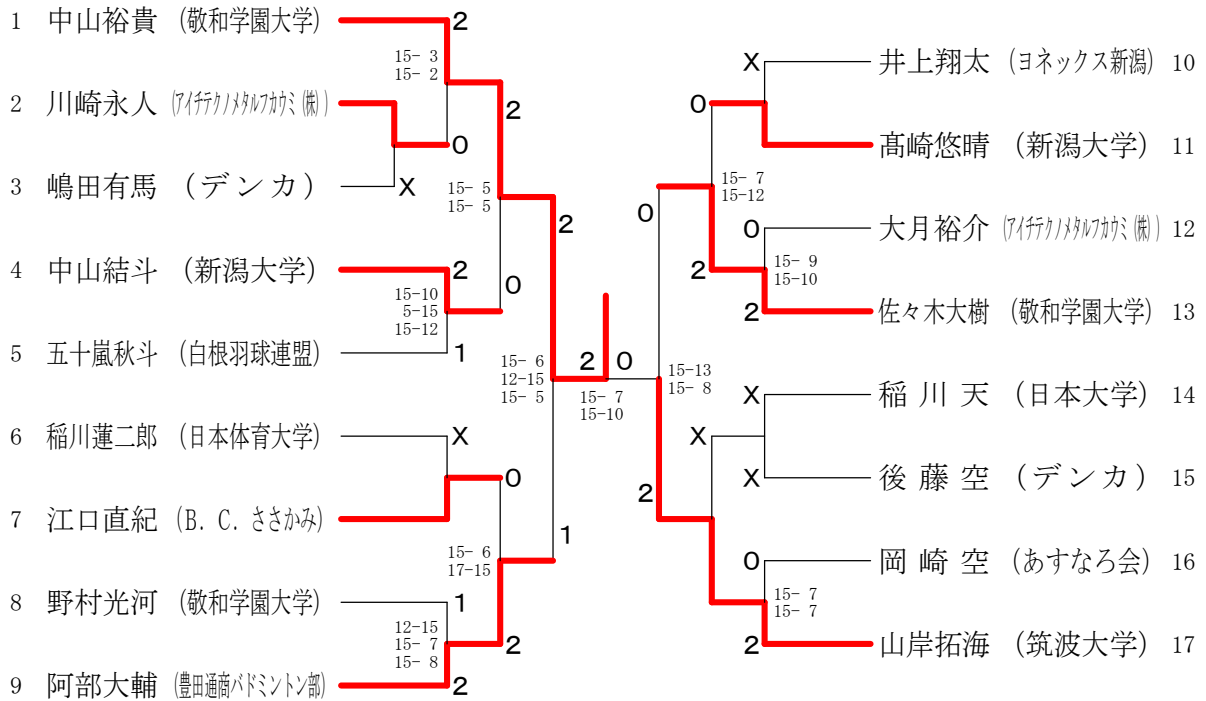 1 中山裕貴 (敬和学園大学) 2
15- 3
15- 2
2 川崎永人 (アイチテクノメタルフカウミ(株)) 0
2
3 嶋田有馬 (デンカ) X
15- 5
15- 5
2
4 中山結斗 (新潟大学) 2
15-10
5-15
15-12
0
5 五十嵐秋斗 (白根羽球連盟) 1
15- 6
12-15
15- 5
6 稲川蓮二郎 (日本体育大学) X
0
7 江口直紀 (B. C. ささかみ)
15- 6
17-15
1
8 野村光河 (敬和学園大学) 1
12-15
15- 7
15- 8
2
9 阿部大輔 (豊田通商バドミントン部) 2
2 0
15- 7
15-10
X 井上翔太 (ヨネックス新潟) 10
0
髙崎悠晴 (新潟大学) 11
15- 7
15-12
0
0 大月裕介 (アイチテクノメタルフカウミ(株)) 12
15- 9
15-10
2
2 佐々木大樹 (敬和学園大学) 13
15-13
15- 8
X 稲川天 (日本大学) 14
X
X 後藤空 (デンカ) 15
2
0 岡崎空 (あすなろ会) 16
15- 7
15- 7
2 山岸拓海 (筑波大学) 17